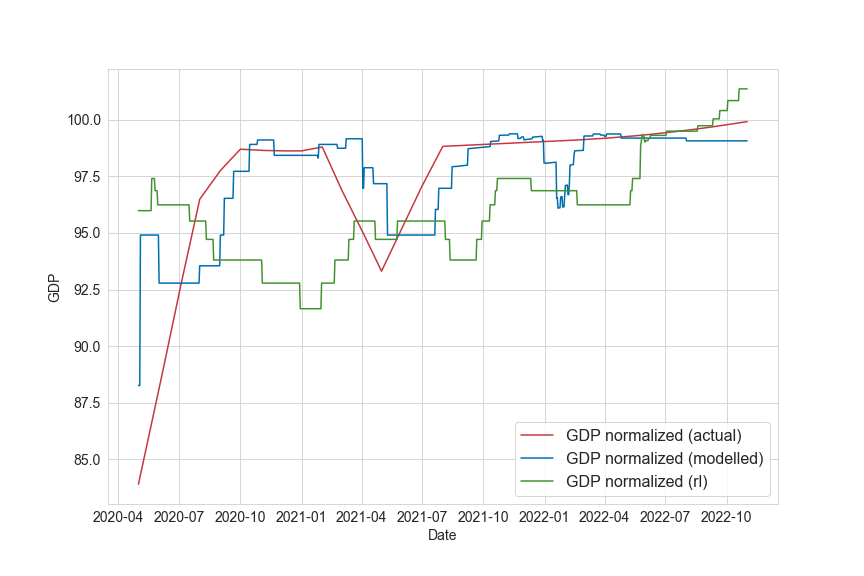 100.0
97.5
95.0
92.5
90.0
87.5
85.0
GDP
GDP normalized (actual)
GDP normalized (modelled)
GDP normalized (rl)
2020-04 2020-07 2020-10 2021-01 2021-04 2021-07 2021-10 2022-01 2022-04 2022-07 2022-10
Date